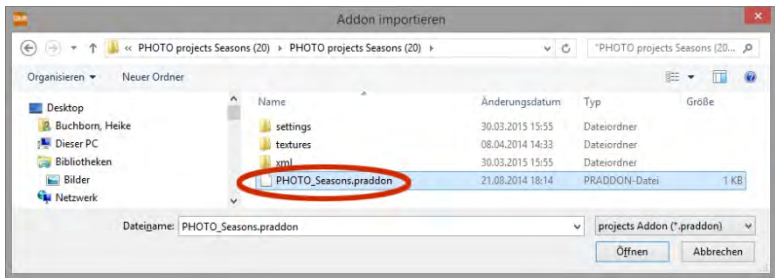 Addon importieren
« PHOTO projects Seasons (20) ▸ PHOTO projects Seasons (20) ▸ "PHOTO projects Seasons (20...
Organisieren Neuer Ordner
Name Änderungsdatum Typ Größe
Desktop
Buchborn, Heike
Dieser PC
Bibliotheken
Bilder
Netzwerk
settings 30.03.2015 15:55 Dateiordner
textures 08.04.2014 14:33 Dateiordner
xml 30.03.2015 15:55 Dateiordner
PHOTO_Seasons.praddon 21.08.2014 18:14 PRADDON-Datei 1 KB
Dateiname: PHOTO_Seasons.praddon projects Addon (*.praddon)
Öffnen Abbrechen